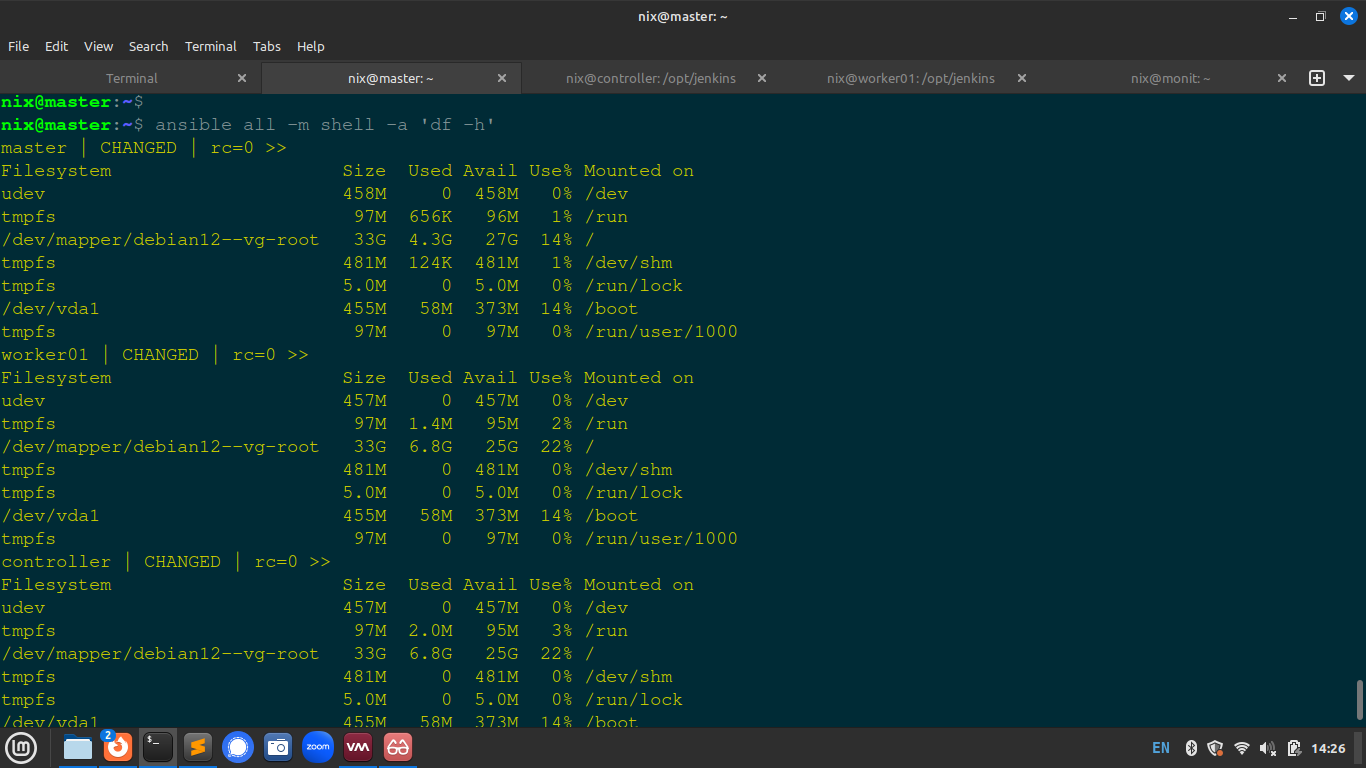 nix@master: ~
File Edit View Search Terminal Tabs Help
Terminal nix@master: ~ nix@controller: /opt/jenkins nix@worker01: /opt/jenkins nix@monit: ~
nix@master:~$
nix@master:~$ ansible all -m shell -a 'df -h'
master | CHANGED | rc=0 >>
Filesystem Size Used Avail Use% Mounted on
udev 458M 0 458M 0% /dev
tmpfs 97M 656K 96M 1% /run
/dev/mapper/debian12--vg-root 33G 4.3G 27G 14% /
tmpfs 481M 124K 481M 1% /dev/shm
tmpfs 5.0M 0 5.0M 0% /run/lock
/dev/vda1 455M 58M 373M 14% /boot
tmpfs 97M 0 97M 0% /run/user/1000
worker01 | CHANGED | rc=0 >>
Filesystem Size Used Avail Use% Mounted on
udev 457M 0 457M 0% /dev
tmpfs 97M 1.4M 95M 2% /run
/dev/mapper/debian12--vg-root 33G 6.8G 25G 22% /
tmpfs 481M 0 481M 0% /dev/shm
tmpfs 5.0M 0 5.0M 0% /run/lock
/dev/vda1 455M 58M 373M 14% /boot
tmpfs 97M 0 97M 0% /run/user/1000
controller | CHANGED | rc=0 >>
Filesystem Size Used Avail Use% Mounted on
udev 457M 0 457M 0% /dev
tmpfs 97M 2.0M 95M 3% /run
/dev/mapper/debian12--vg-root 33G 6.8G 25G 22% /
tmpfs 481M 0 481M 0% /dev/shm
tmpfs 5.0M 0 5.0M 0% /run/lock
/dev/vda1 455M 58M 373M 14% /boot
2 $_ zoom VM EN 14:26